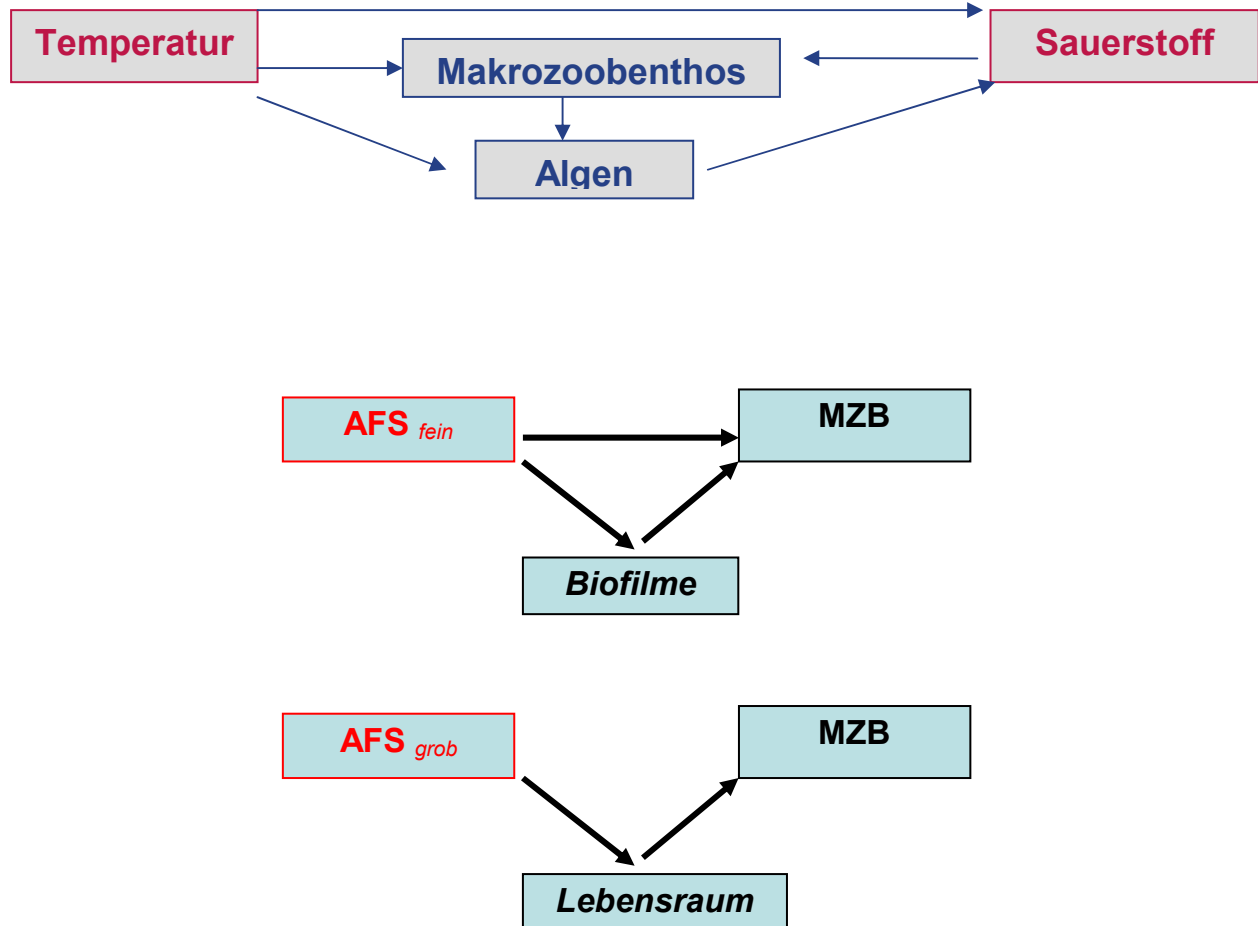 Temperatur
Sauerstoff
Makrozoobenthos
Algen
AFS fein
MZB
Biofilme
AFS grob
MZB
Lebensraum